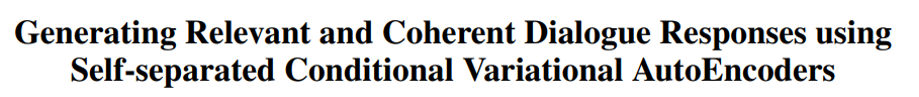 Generating Relevant and Coherent Dialogue Responses using
Self-separated Conditional Variational AutoEncoders